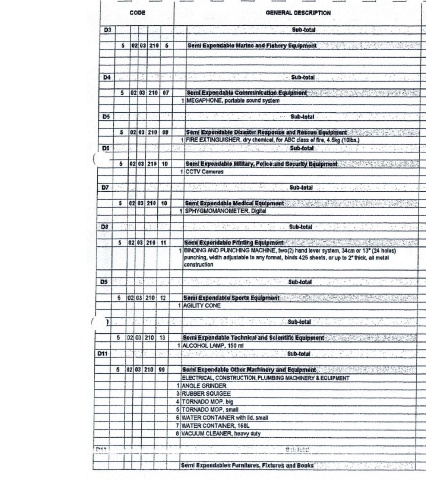 CODE GENERAL DESCRIPTION
D3 Sub-total
5 02 03 210 5 Semi Expendable Marine and Fishery Equipment
D4 Sub-total
5 02 03 210 07 Semi Expendable Communication Equipment
1 MEGAPHONE, portable sound system
D5 Sub-total
5 02 03 210 08 Semi Expendable Disaster Response and Rescue Equipment
1 FIRE EXTINGUISHER, dry chemical, for ABC class of fire, 4.5kg (10lbs.)
D6 Sub-total
5 02 03 210 10 Semi Expendable Military, Police and Security Equipment
1 CCTV Cameras
D7 Sub-total
5 02 03 210 10 Semi Expendable Medical Equipment
1 SPHYGMOMANOMETER, Digital
D8 Sub-total
5 02 03 210 11 Semi Expendable Printing Equipment
1 BINDING AND PUNCHING MACHINE, two(2) hand lever system, 34cm or 13" (24 holes)
punching, width adjustable to any format, binds 425 sheets, or up to 2" thick, all metal
construction
D9 Sub-total
5 02 03 210 12 Semi Expendable Sports Equipment
1 AGILITY CONE
Sub-total
5 02 03 210 13 Semi Expendable Technical and Scientific Equipment
1 ALCOHOL LAMP, 150 ml
D11 Sub-total
5 02 03 210 99 Semi Expendable Other Machinery and Equipment
ELECTRICAL, CONSTRUCTION, PLUMBING MACHINERY & EQUIPMENT
1 ANGLE GRINDER
3 RUBBER SQUIGEE
4 TORNADO MOP, big
5 TORNADO MOP, small
6 WATER CONTAINER with lid, small
7 WATER CONTAINER, 168L
8 VACUUM CLEANER, heavy duty
Semi Expendables Furnitures, Fixtures and Books